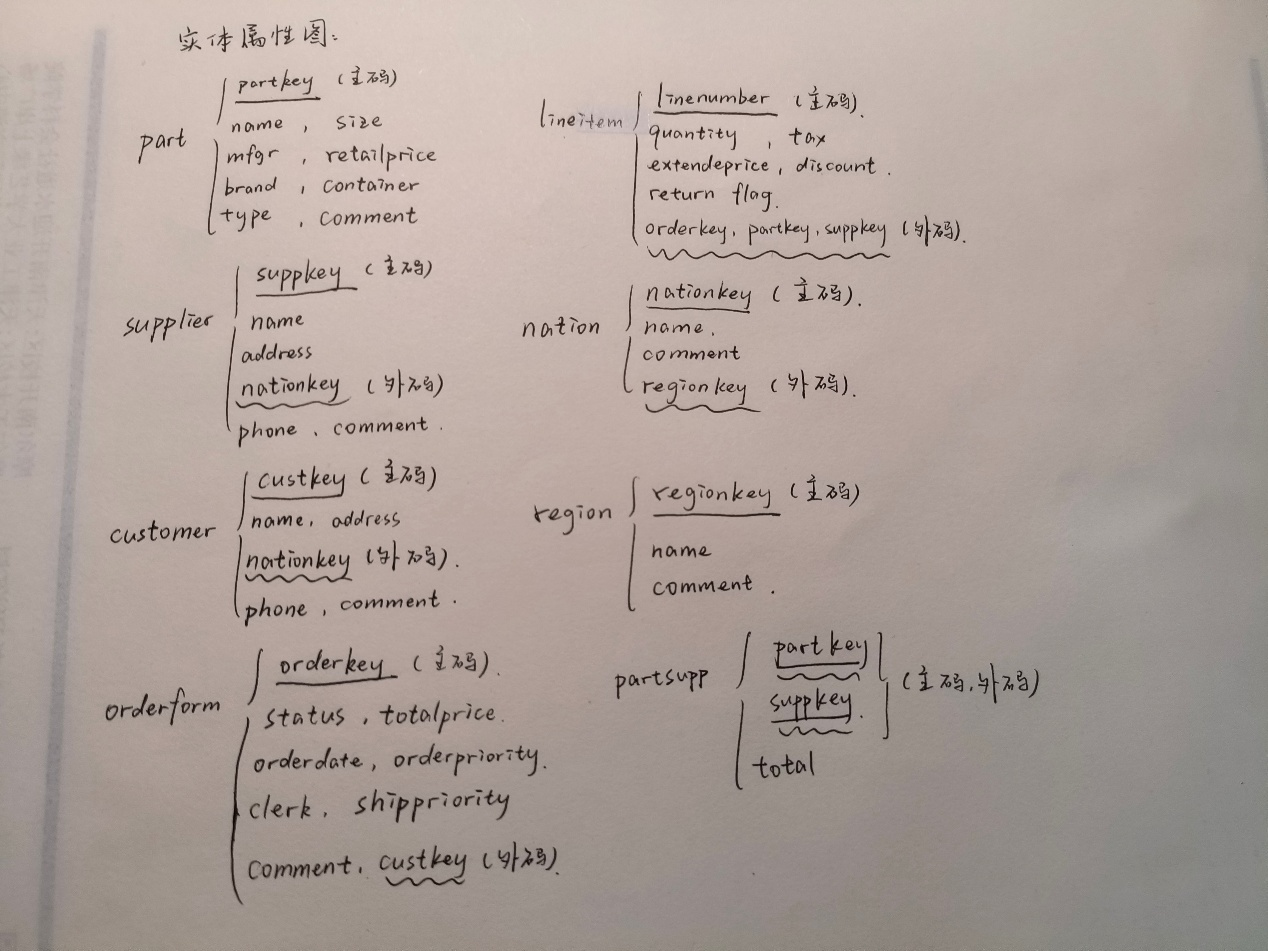 实体属性图:
part
partkey (主码)
name , size
mfgr , retailprice
brand , container
type , comment
supplier
suppkey (主码)
name
address
nationkey (外码)
phone , comment .
customer
custkey (主码)
name, address
nationkey (外码) .
phone , comment .
orderform
orderkey (主码) .
status , totalprice .
orderdate , orderpriority.
clerk, shippriority
comment, custkey (外码).
lineitem
linenumber (主码).
quantity , tax
extendeprice, discount .
return flag.
orderkey, partkey, suppkey (外码).
nation
nationkey (主码).
name.
comment
regionkey (外码).
region
regionkey (主码)
name
comment .
partsupp
partkey
suppkey.
(主码,外码)
total